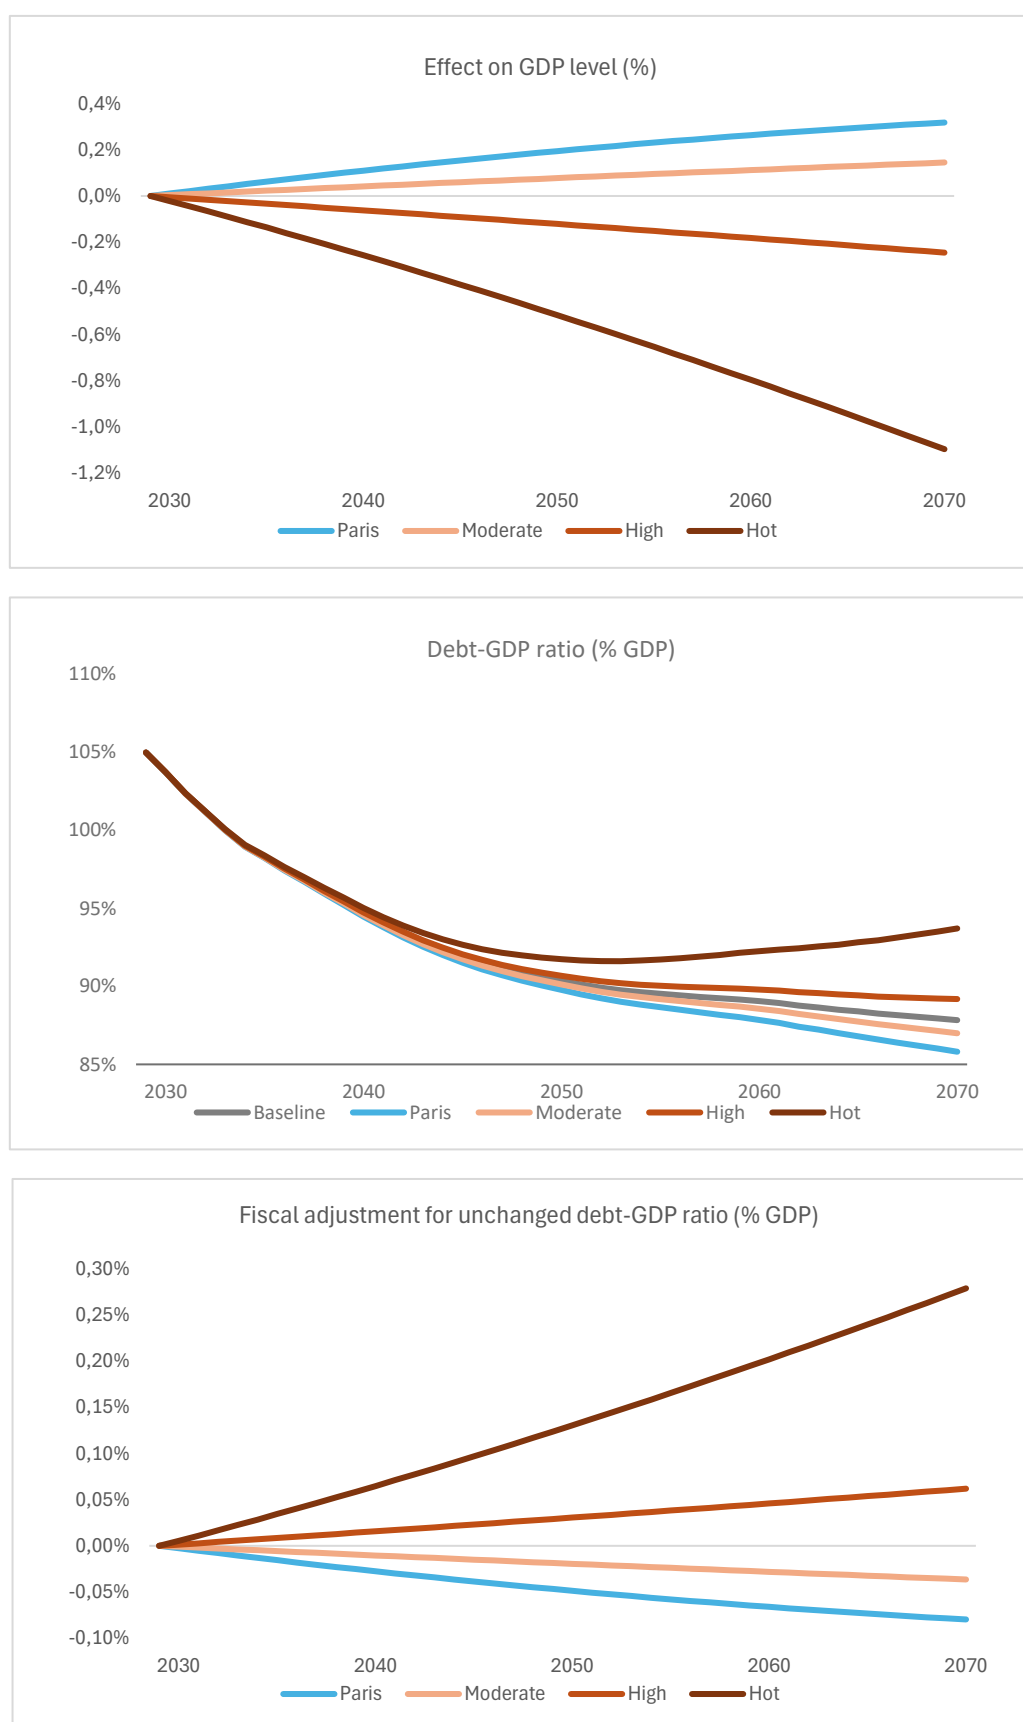 Effect on GDP level (%)
0,4%
0,2%
0,0%
-0,2%
-0,4%
-0,6%
-0,8%
-1,0%
-1,2%
2030 2040 2050 2060 2070
Paris Moderate High Hot
Debt-GDP ratio (% GDP)
110%
105%
100%
95%
90%
85%
2030 2040 2050 2060 2070
Baseline Paris Moderate High Hot
Fiscal adjustment for unchanged debt-GDP ratio (% GDP)
0,30%
0,25%
0,20%
0,15%
0,10%
0,05%
0,00%
-0,05%
-0,10%
2030 2040 2050 2060 2070
Paris Moderate High Hot